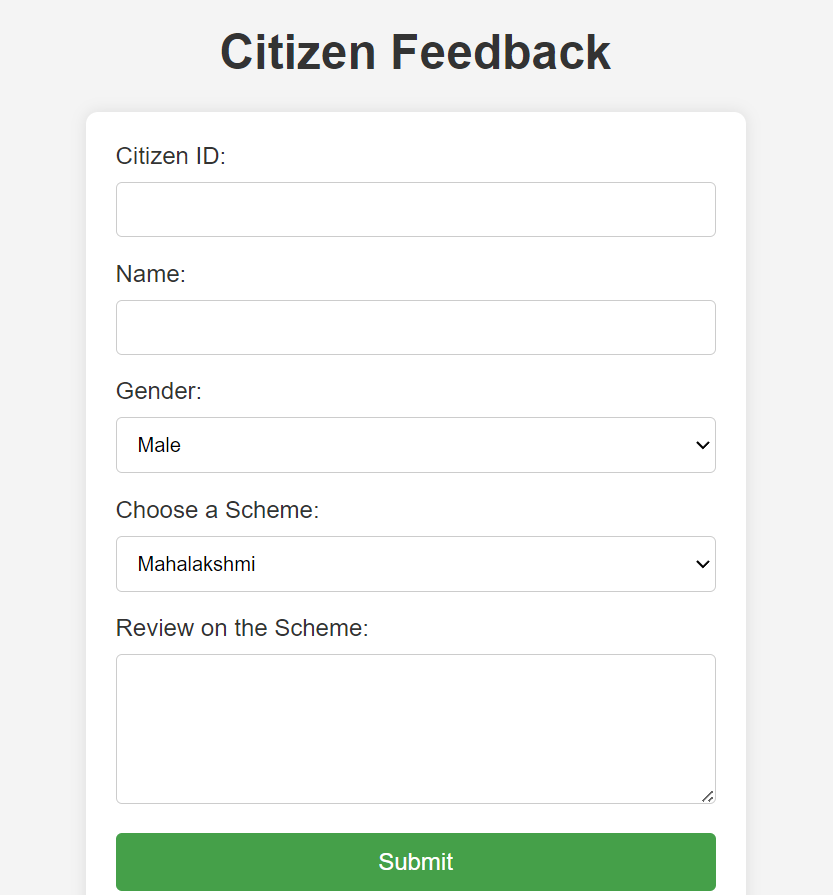 Citizen Feedback
Citizen ID:
Name:
Gender:
Male
Choose a Scheme:
Mahalakshmi
Review on the Scheme:
Submit